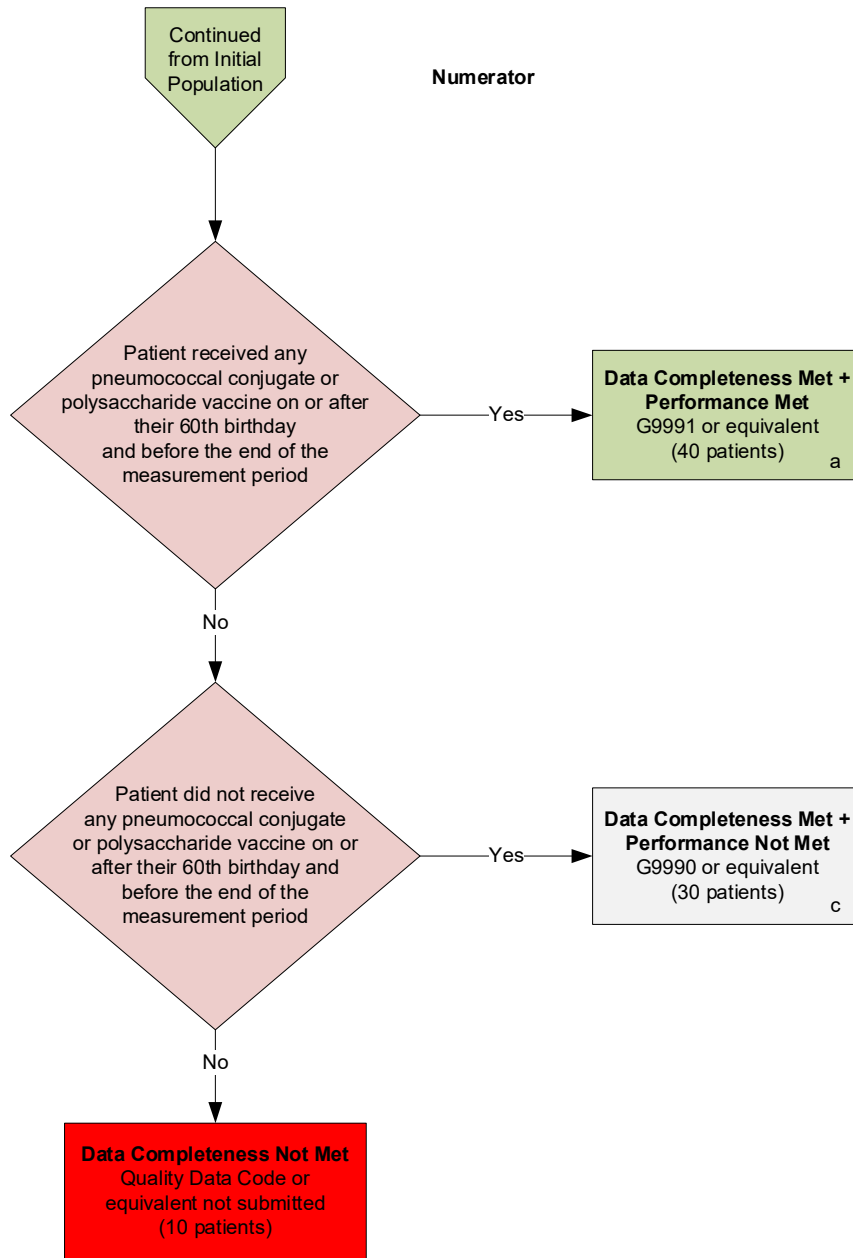 Continued
from Initial
Population
Numerator
Patient received any
pneumococcal conjugate or
polysaccharide vaccine on or after
their 60th birthday
and before the end of the
measurement period
Yes
Data Completeness Met +
Performance Met
G9991 or equivalent
(40 patients)
a
No
Patient did not receive
any pneumococcal conjugate
or polysaccharide vaccine on or
after their 60th birthday and
before the end of the
measurement period
Yes
Data Completeness Met +
Performance Not Met
G9990 or equivalent
(30 patients)
c
No
Data Completeness Not Met
Quality Data Code or
equivalent not submitted
(10 patients)